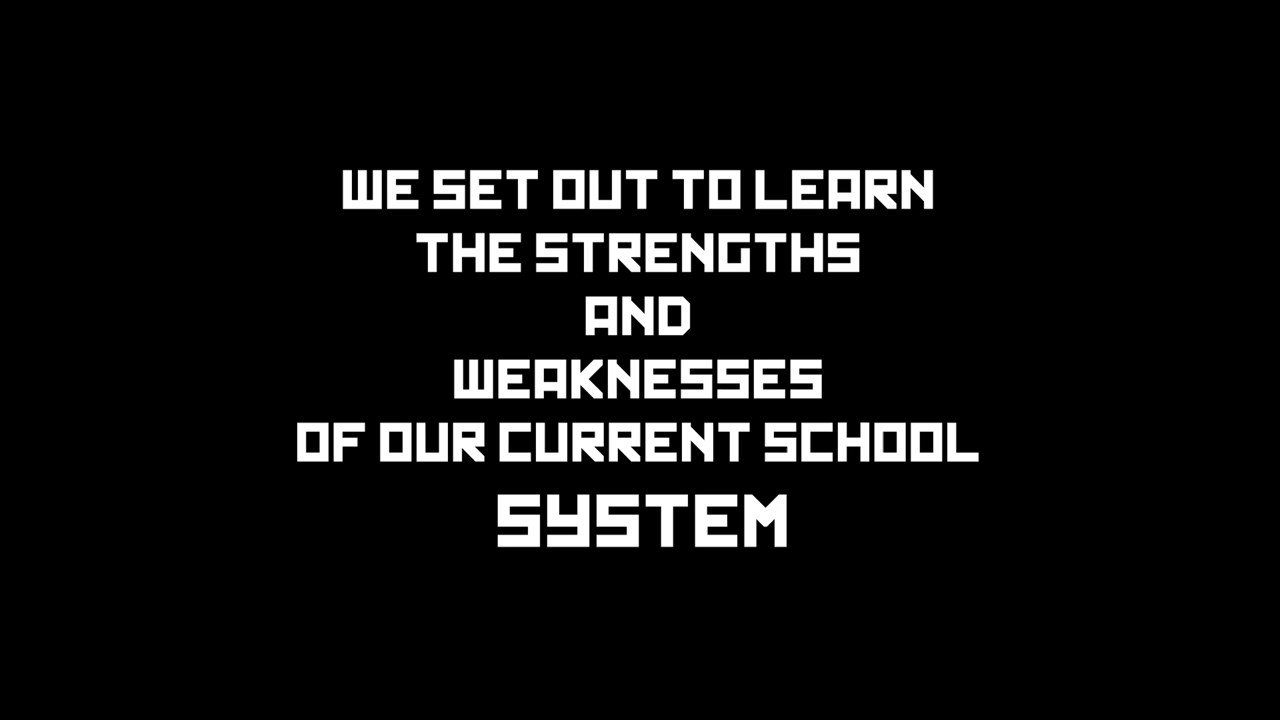 WE SET OUT TO LEARN
THE STRENGTHS
AND
WEAKNESSES
OF OUR CURRENT SCHOOL
SYSTEM